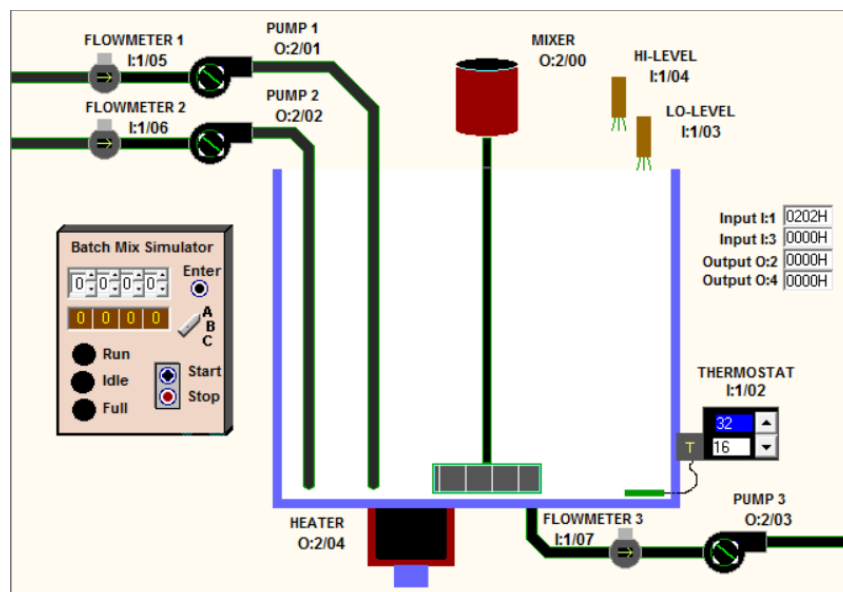 PUMP 1
O:2/01
FLOWMETER 1
I:1/05
MIXER
O:2/00
HI-LEVEL
I:1/04
PUMP 2
O:2/02
FLOWMETER 2
I:1/06
LO-LEVEL
I:1/03
Input I:1 0202H
Input I:3 0000H
Output O:2 0000H
Output O:4 0000H
Batch Mix Simulator
0 0 0 0 Enter
0 0 0 0 A
B
C
Run
Idle
Full
Start
Stop
THERMOSTAT
I:1/02
32
T 16
HEATER
O:2/04
FLOWMETER 3
I:1/07
PUMP 3
O:2/03